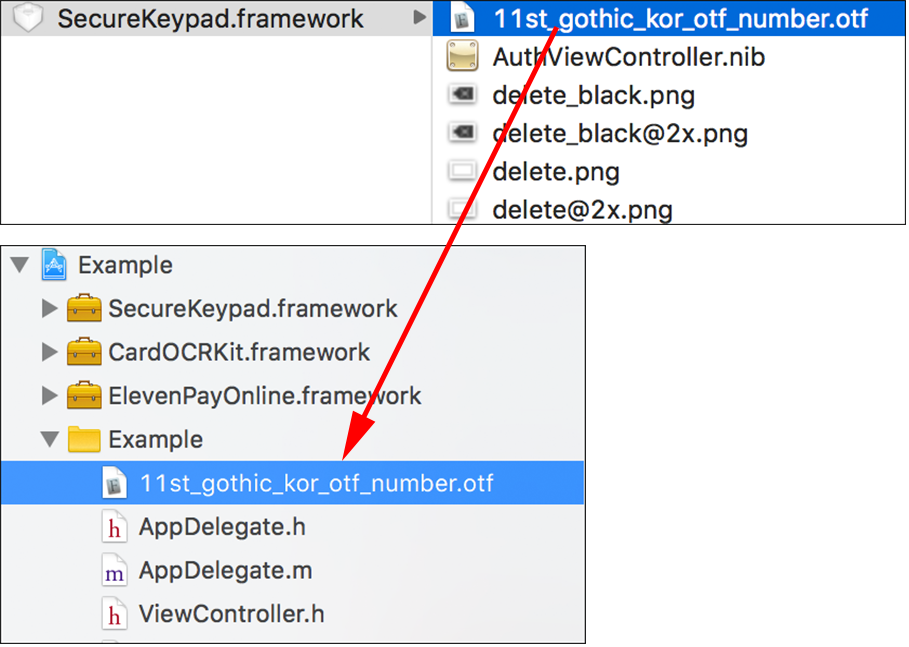 SecureKeypad.framework
11st_gothic_kor_otf_number.otf
AuthViewController.nib
delete_black.png
delete_black@2x.png
delete.png
delete@2x.png
Example
SecureKeypad.framework
CardOCRKit.framework
ElevenPayOnline.framework
Example
11st_gothic_kor_otf_number.otf
h AppDelegate.h
m AppDelegate.m
h ViewController.h